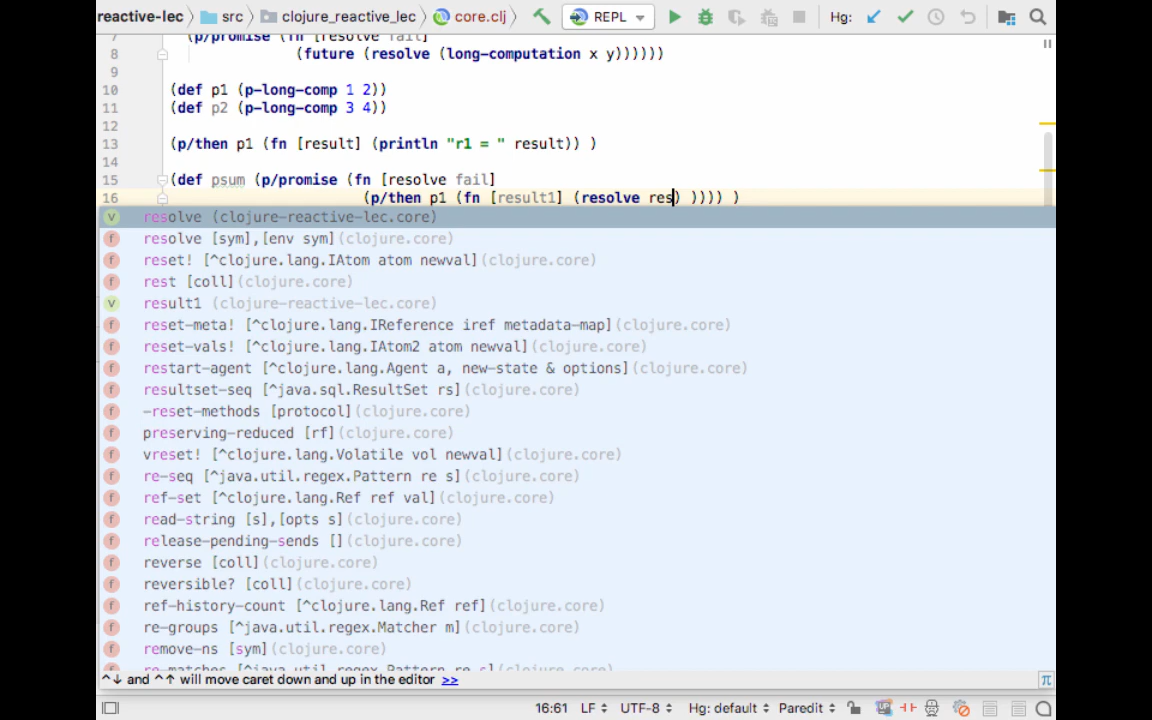 reactive-lec src clojure_reactive_lec core.clj REPL Hg:
7 (p/promise (fn [resolve fail]
8 (future (resolve (long-computation x y))))))
9
10 (def p1 (p-long-comp 1 2))
11 (def p2 (p-long-comp 3 4))
12
13 (p/then p1 (fn [result] (println "r1 = " result)) )
14
15 (def psum (p/promise (fn [resolve fail]
16 (p/then p1 (fn [result1] (resolve res) )))) )
V resolve (clojure-reactive-lec.core)
f resolve [sym],[env sym](clojure.core)
f reset! [^clojure.lang.IAtom atom newval](clojure.core)
f rest [coll](clojure.core)
V result1 (clojure-reactive-lec.core)
f reset-meta! [^clojure.lang.IReference iref metadata-map](clojure.core)
f reset-vals! [^clojure.lang.IAtom2 atom newval](clojure.core)
f restart-agent [^clojure.lang.Agent a, new-state & options](clojure.core)
f resultset-seq [^java.sql.ResultSet rs](clojure.core)
f -reset-methods [protocol](clojure.core)
f preserving-reduced [rf](clojure.core)
f vreset! [^clojure.lang.Volatile vol newval](clojure.core)
f re-seq [^java.util.regex.Pattern re s](clojure.core)
f ref-set [^clojure.lang.Ref ref val](clojure.core)
f read-string [s],[opts s](clojure.core)
f release-pending-sends [](clojure.core)
f reverse [coll](clojure.core)
f reversible? [coll](clojure.core)
f ref-history-count [^clojure.lang.Ref ref](clojure.core)
f re-groups [^java.util.regex.Matcher m](clojure.core)
f remove-ns [sym](clojure.core)
f re-matches [^java.util.regex.Pattern re s](clojure.core)
^↓ and ^↑ will move caret down and up in the editor >> π
16:61 LF UTF-8 Hg: default Paredit